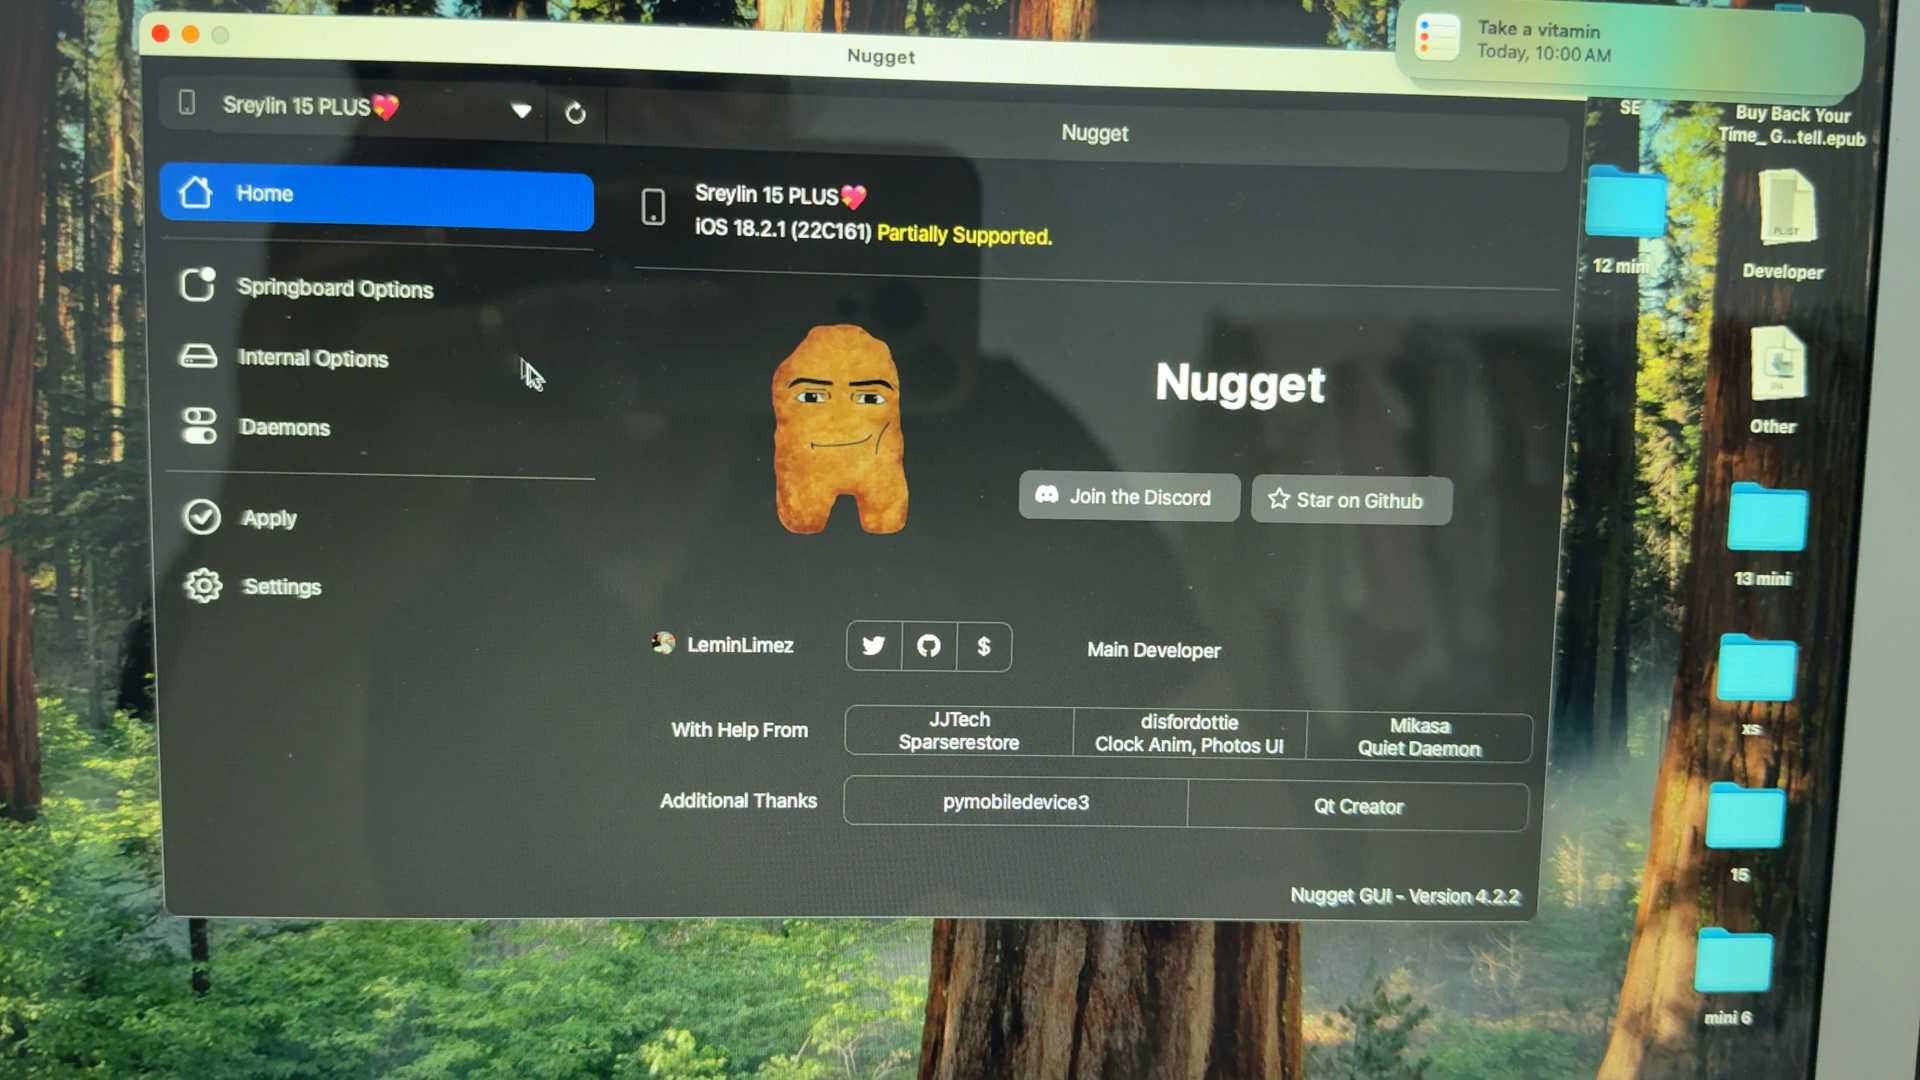 Nugget
Take a vitamin
Today, 10:00 AM
Sreylin 15 PLUS💖
Nugget
SE
Buy Back Your
Time_ G...tell.epub
Home
Sreylin 15 PLUS💖
iOS 18.2.1 (22C161) Partially Supported.
Springboard Options
Internal Options
Daemons
Apply
Settings
Nugget
Join the Discord
Star on Github
LeminLimez
$
Main Developer
With Help From
JJTech
Sparserestore
disfordottie
Clock Anim, Photos UI
Mikasa
Quiet Daemon
Additional Thanks
pymobiledevice3
Qt Creator
Nugget GUI - Version 4.2.2
12 mini
PLIST
Developer
IPA
Other
13 mini
xs
15
mini 6